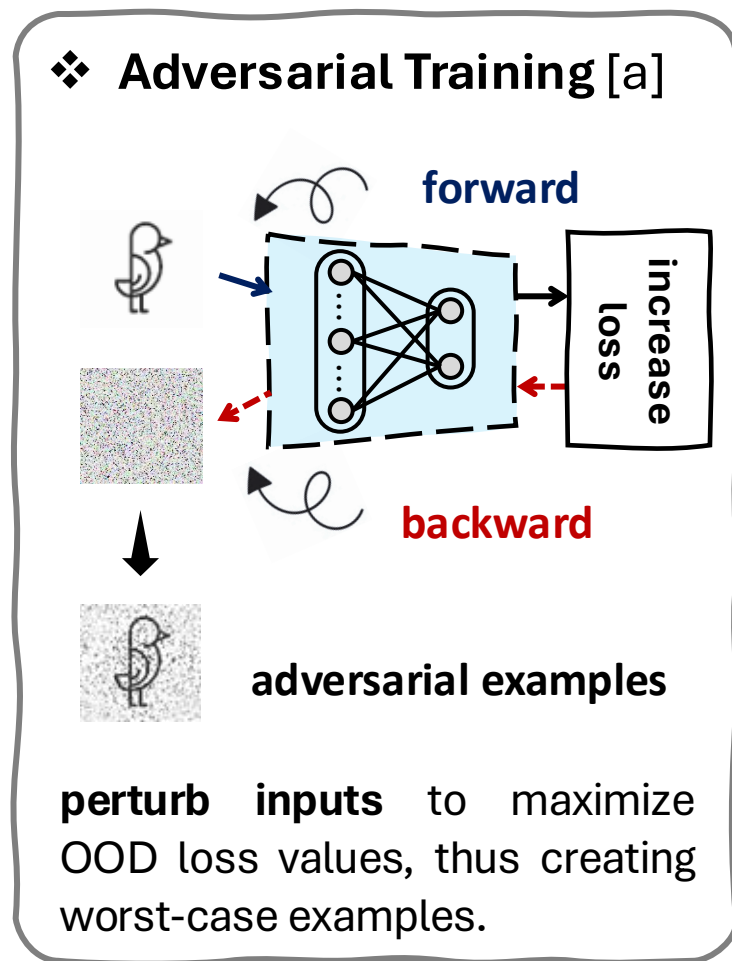 ❖ Adversarial Training [a]
forward
increase
loss
backward
adversarial examples
perturb inputs to maximize
OOD loss values, thus creating
worst-case examples.